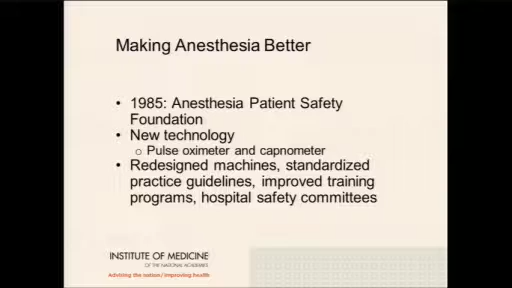 Making Anesthesia Better
• 1985: Anesthesia Patient Safety
Foundation
• New technology
o Pulse oximeter and capnometer
• Redesigned machines, standardized
practice guidelines, improved training
programs, hospital safety committees
INSTITUTE OF MEDICINE
OF THE NATIONAL ACADEMIES
Advising the nation / Improving health